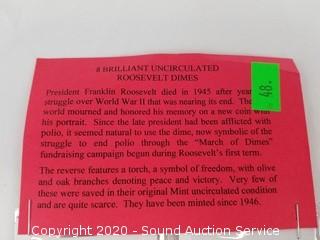 8 BRILLIANT UNCIRCULATED
ROOSEVELT DIMES
President Franklin Roosevelt died in 1945 after year
struggle over World War II that was nearing its end. The
world mourned and honored his memory on a new coin with
his portrait. Since the late president had been afflicted with
polio, it seemed natural to use the dime, now symbolic of the
struggle to end polio through the “March of Dimes”
fundraising campaign begun during Roosevelt's first term.
The reverse features a torch, a symbol of freedom, with olive
and oak branches denoting peace and victory. Very few of
these were saved in their original Mint uncirculated condition
and are quite scarce. They have been minted since 1946.
48
Copyright 2020 - Source Auctions